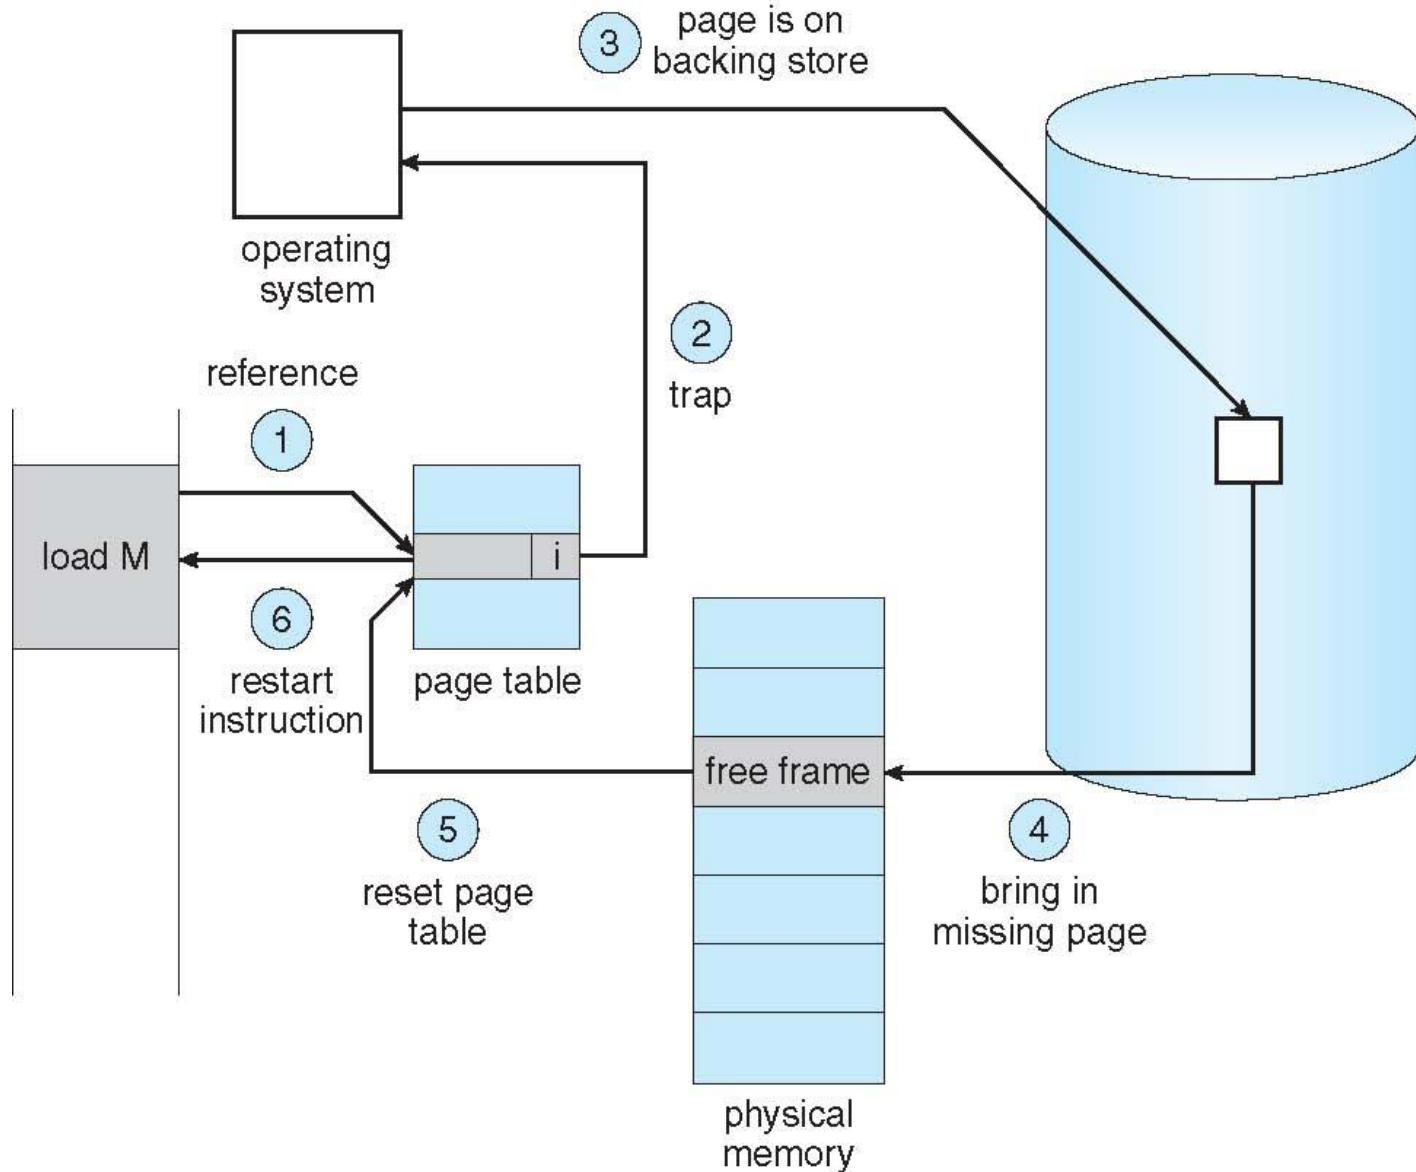 3
page is on
backing store
operating
system
2
trap
reference
1
load M
i
6
restart
instruction
page table
free frame
5
reset page
table
4
bring in
missing page
physical
memory